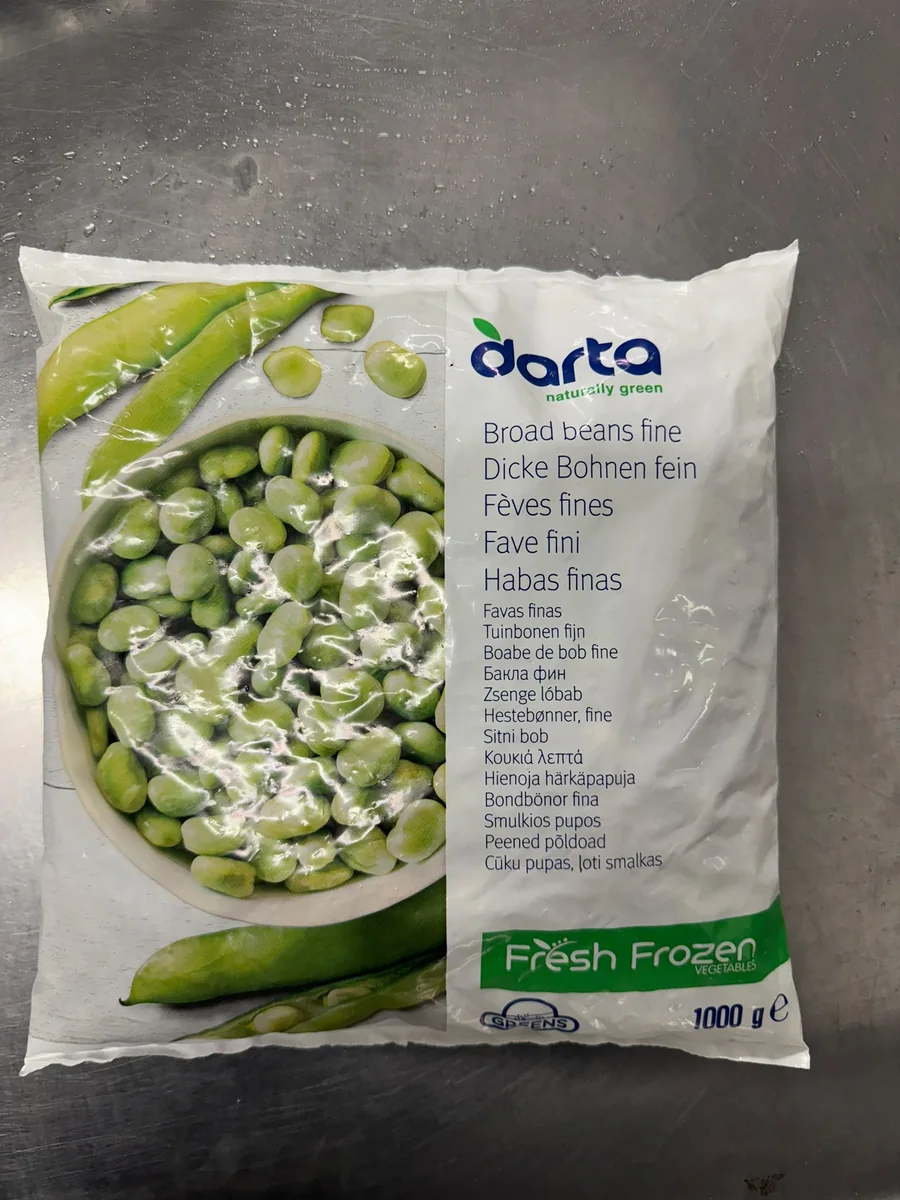 darta
naturally green
Broad beans fine
Dicke Bohnen fein
Fèves fines
Fave fini
Habas finas
Favas finas
Tuinbonen fijn
Boabe de bob fine
Бакла фин
Zsenge lóbab
Hestebønner, fine
Sitni bob
Κουκιά λεπτά
Hienoja härkäpapuja
Bondbönor fina
Smulkios pupos
Peened põldoad
Cūku pupas, ļoti smalkas
Fresh Frozen
VEGETABLES
GREENS
1000 g e